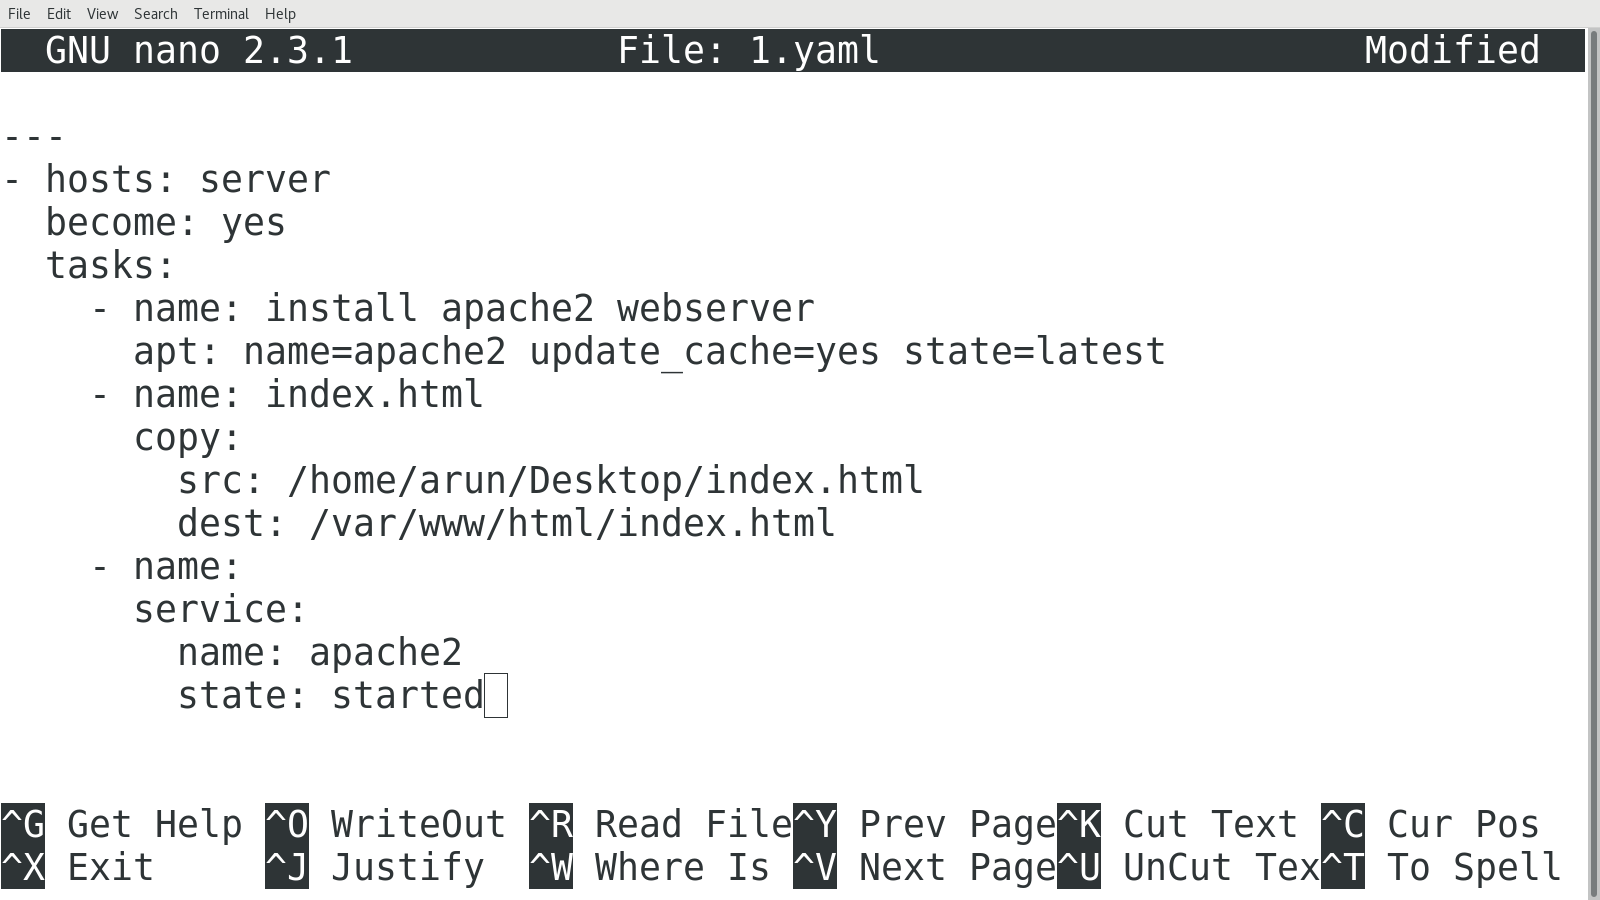 File Edit View Search Terminal Help
GNU nano 2.3.1 File: 1.yaml Modified
---
- hosts: server
  become: yes
  tasks:
    - name: install apache2 webserver
      apt: name=apache2 update_cache=yes state=latest
    - name: index.html
      copy:
        src: /home/arun/Desktop/index.html
        dest: /var/www/html/index.html
    - name:
      service:
        name: apache2
        state: started
^G Get Help ^O WriteOut ^R Read File ^Y Prev Page ^K Cut Text ^C Cur Pos
^X Exit ^J Justify ^W Where Is ^V Next Page ^U UnCut Tex ^T To Spell